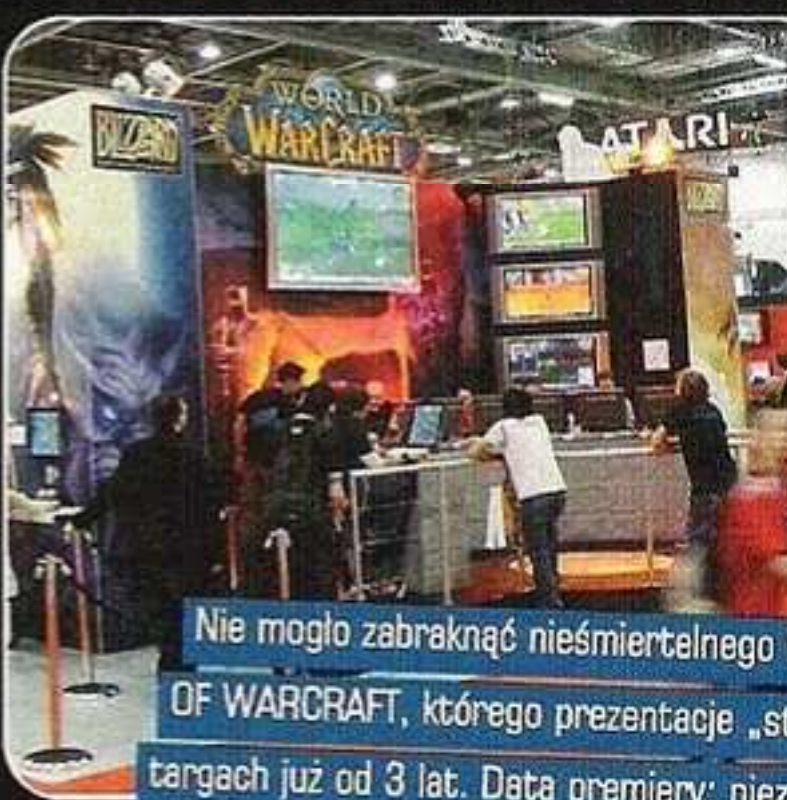 BLIZZARD
WORLD
WARCRAFT
ATARI
Nie mogło zabraknąć nieśmiertelnego
OF WARCRAFT, którego prezentacje
targach już od 3 lat. Data premiery: